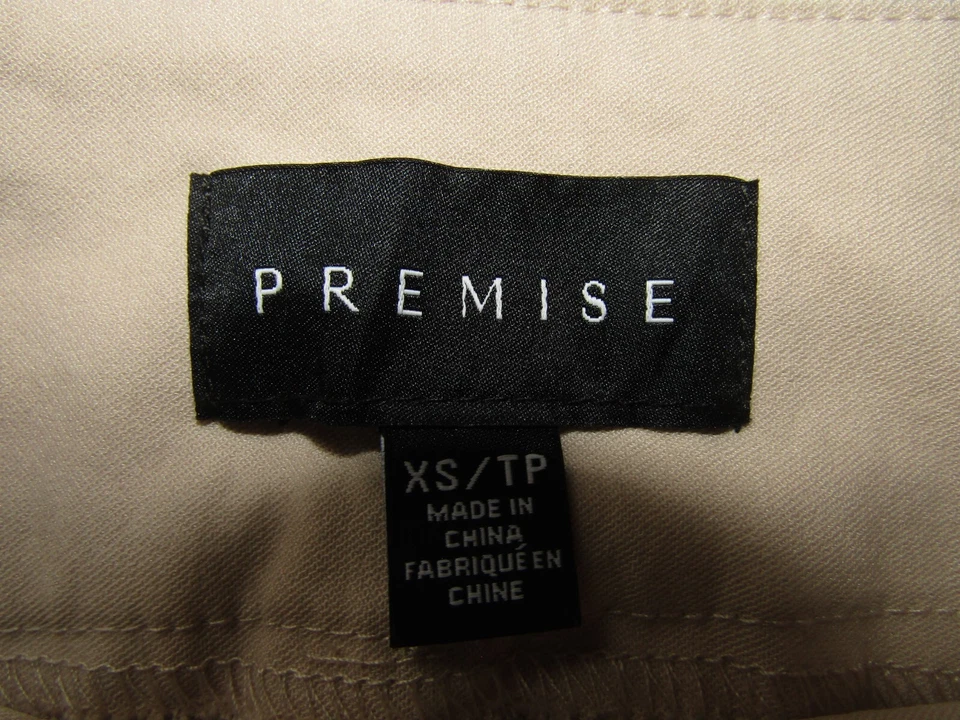 PREMISE
XS/TP
MADE IN
CHINA
FABRIQUÉ EN
CHINE